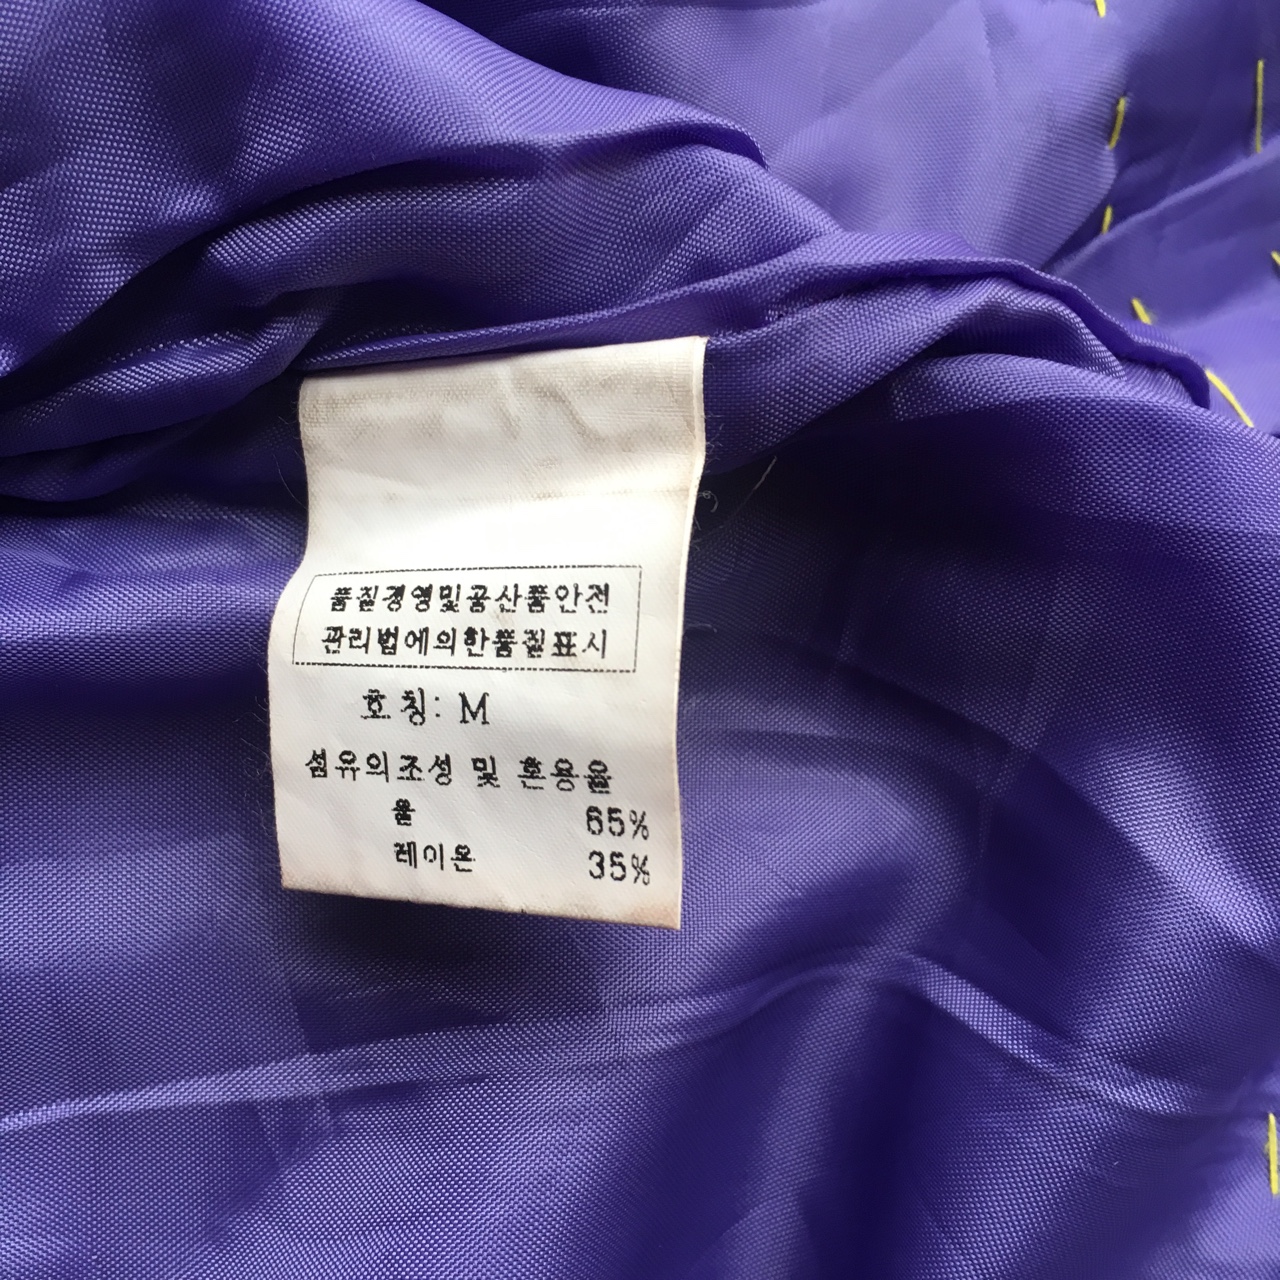 품질경영및공산품안전
관리법에의한품질표시
호칭: M
섬유의조성 및 혼용율
울 65%
레이온 35%